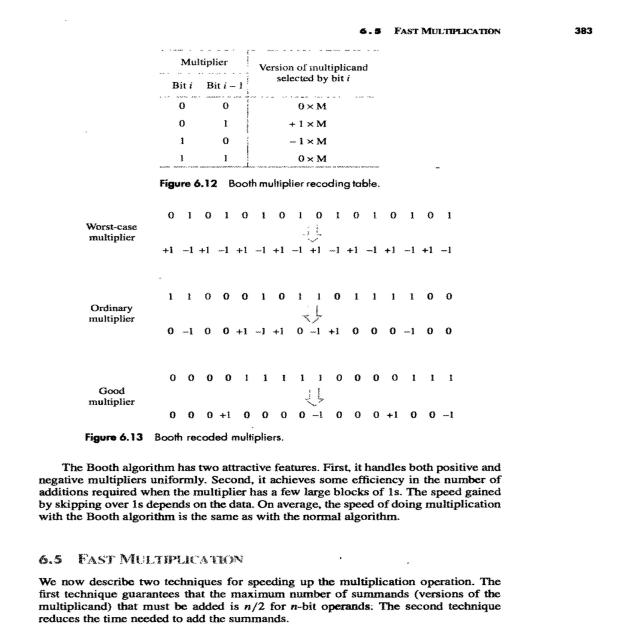 6.5 FAST MULTIPLICATION 383
Multiplier Version of multiplicand
selected by bit i
Bit i Bit i – 1
0 0 0 × M
0 1 + 1 × M
1 0 – 1 × M
1 1 0 × M
Figure 6.12 Booth multiplier recoding table.
0 1 0 1 0 1 0 1 0 1 0 1 0 1 0 1
Worst-case
multiplier
+1 –1 +1 –1 +1 –1 +1 –1 +1 –1 +1 –1 +1 –1 +1 –1
1 1 0 0 0 1 0 1 1 0 1 1 1 1 0 0
Ordinary
multiplier
0 –1 0 0 +1 –1 +1 0 –1 +1 0 0 0 –1 0 0
0 0 0 0 1 1 1 1 1 0 0 0 0 1 1 1
Good
multiplier
0 0 0 +1 0 0 0 0 –1 0 0 0 +1 0 0 –1
Figure 6.13 Booth recoded multipliers.
The Booth algorithm has two attractive features. First, it handles both positive and
negative multipliers uniformly. Second, it achieves some efficiency in the number of
additions required when the multiplier has a few large blocks of 1s. The speed gained
by skipping over 1s depends on the data. On average, the speed of doing multiplication
with the Booth algorithm is the same as with the normal algorithm.
6.5 FAST MULTIPLICATION
We now describe two techniques for speeding up the multiplication operation. The
first technique guarantees that the maximum number of summands (versions of the
multiplicand) that must be added is n/2 for n-bit operands. The second technique
reduces the time needed to add the summands.